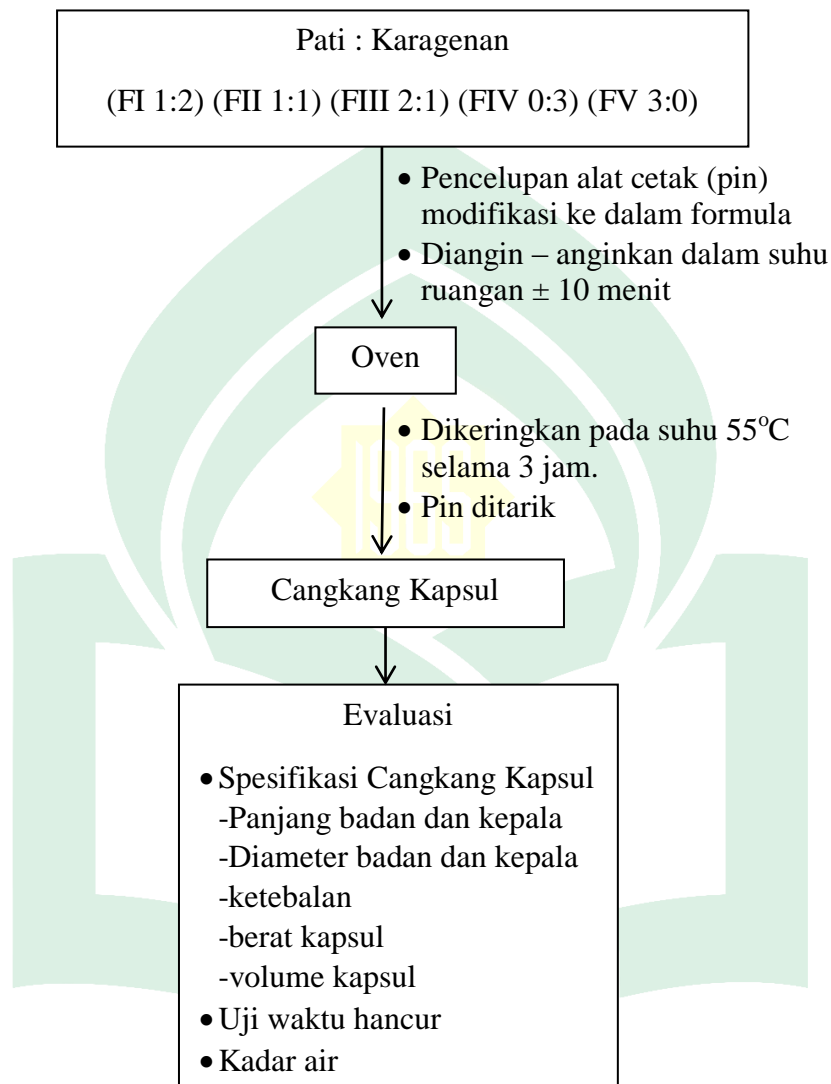 Pati : Karagenan
(FI 1:2) (FII 1:1) (FIII 2:1) (FIV 0:3) (FV 3:0)
• Pencelupan alat cetak (pin)
modifikasi ke dalam formula
• Diangin – anginkan dalam suhu
ruangan ± 10 menit
Oven
• Dikeringkan pada suhu 55°C
selama 3 jam.
• Pin ditarik
1965
Cangkang Kapsul
Evaluasi
• Spesifikasi Cangkang Kapsul
-Panjang badan dan kepala
-Diameter badan dan kepala
-ketebalan
-berat kapsul
-volume kapsul
• Uji waktu hancur
• Kadar air